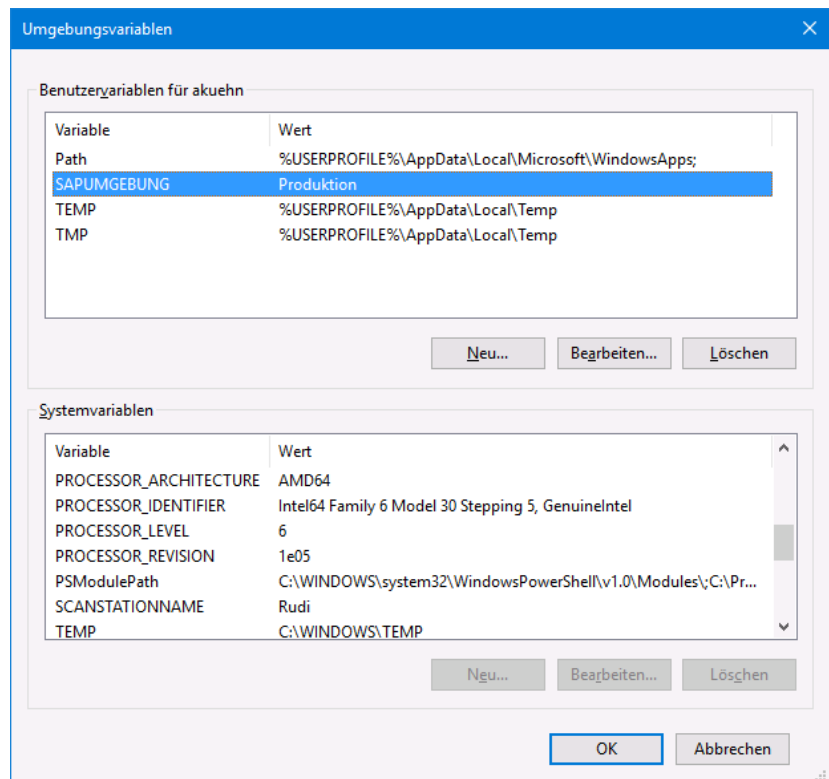 Umgebungsvariablen
Benutzervariablen für akuehn
Variable Wert
Path %USERPROFILE%\AppData\Local\Microsoft\WindowsApps;
SAPUMGEBUNG Produktion
TEMP %USERPROFILE%\AppData\Local\Temp
TMP %USERPROFILE%\AppData\Local\Temp
Neu... Bearbeiten... Löschen
Systemvariablen
Variable Wert
PROCESSOR_ARCHITECTURE AMD64
PROCESSOR_IDENTIFIER Intel64 Family 6 Model 30 Stepping 5, GenuineIntel
PROCESSOR_LEVEL 6
PROCESSOR_REVISION 1e05
PSModulePath C:\WINDOWS\system32\WindowsPowerShell\v1.0\Modules\;C:\Pr...
SCANSTATIONNAME Rudi
TEMP C:\WINDOWS\TEMP
Neu... Bearbeiten... Löschen
OK Abbrechen